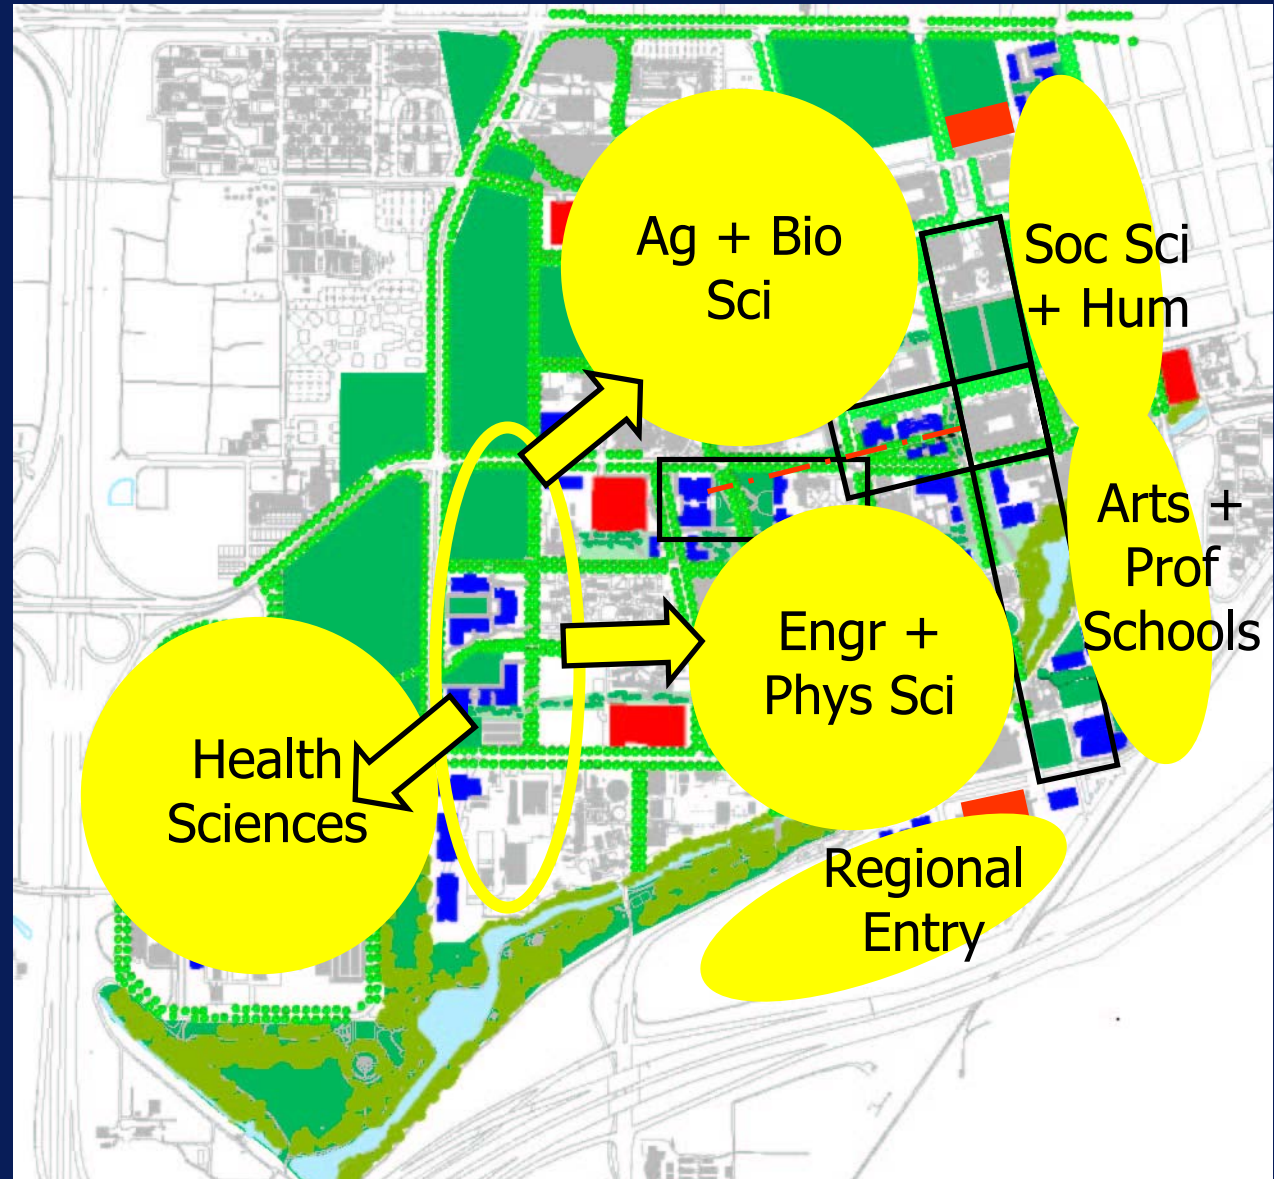 Ag + Bio
Sci
Soc Sci
+ Hum
Arts +
Prof
Schools
Engr +
Phys Sci
Health
Sciences
Regional
Entry